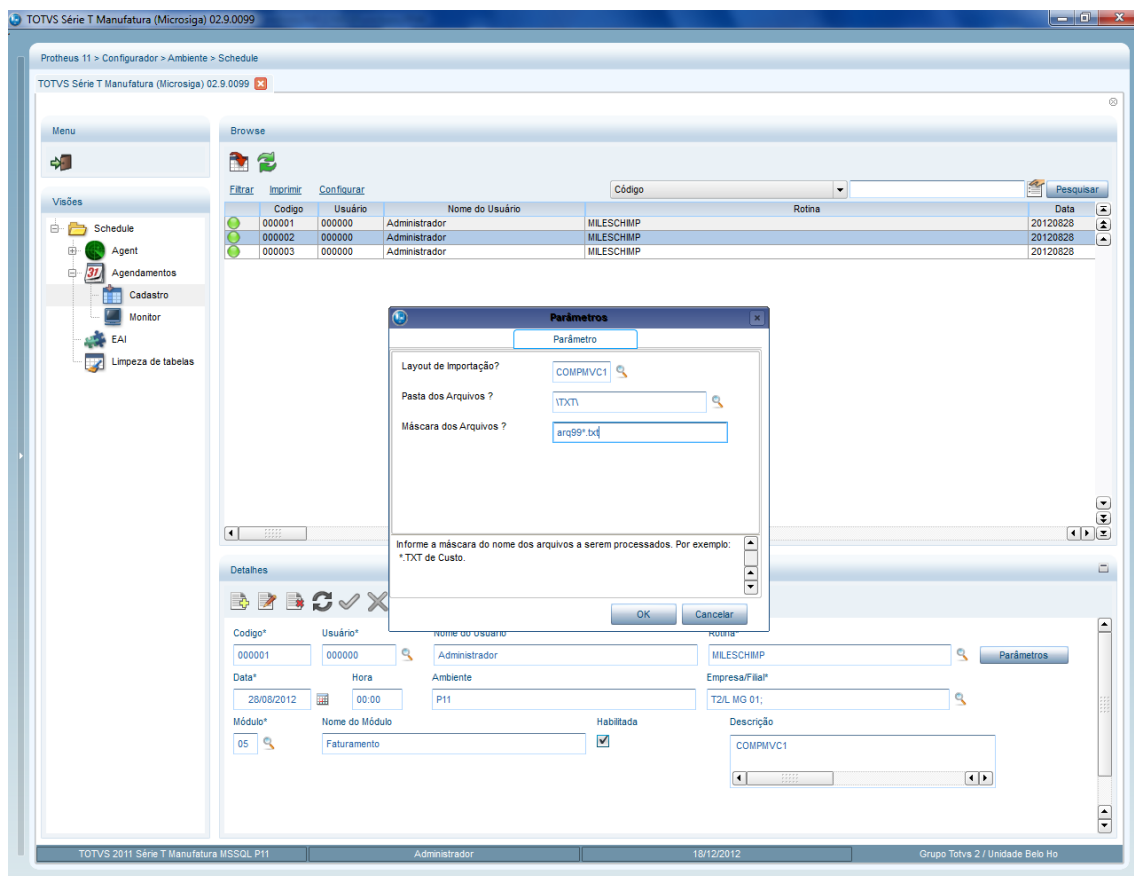 TOTVS Série T Manufatura (Microsiga) 02.9.0099
Protheus 11 > Configurador > Ambiente > Schedule
TOTVS Série T Manufatura (Microsiga) 02.9.0099
Menu
Browse
Filtrar Imprimir Configurar Código Pesquisar
Visões
Codigo Usuário Nome do Usuário Rotina Data
000001 000000 Administrador MILESCHIMP 20120828
000002 000000 Administrador MILESCHIMP 20120828
000003 000000 Administrador MILESCHIMP 20120828
Schedule
Agent
31 Agendamentos
Cadastro
Monitor
EAI
Limpeza de tabelas
Parâmetros
Parâmetro
Layout de Importação? COMPMVC1
Pasta dos Arquivos ? \TXT\
Máscara dos Arquivos ? arq99*.txt
Informe a máscara do nome dos arquivos a serem processados. Por exemplo:
*.TXT de Custo.
OK Cancelar
Detalhes
Codigo* Usuário* Nome do Usuário Rotina*
000001 000000 Administrador MILESCHIMP Parâmetros
Data* Hora Ambiente Empresa/Filial*
28/08/2012 00:00 P11 T2/L MG 01;
Módulo* Nome do Módulo Habilitada Descrição
05 Faturamento COMPMVC1
TOTVS 2011 Série T Manufatura MSSQL P11 Administrador 18/12/2012 Grupo Totvs 2 / Unidade Belo Ho